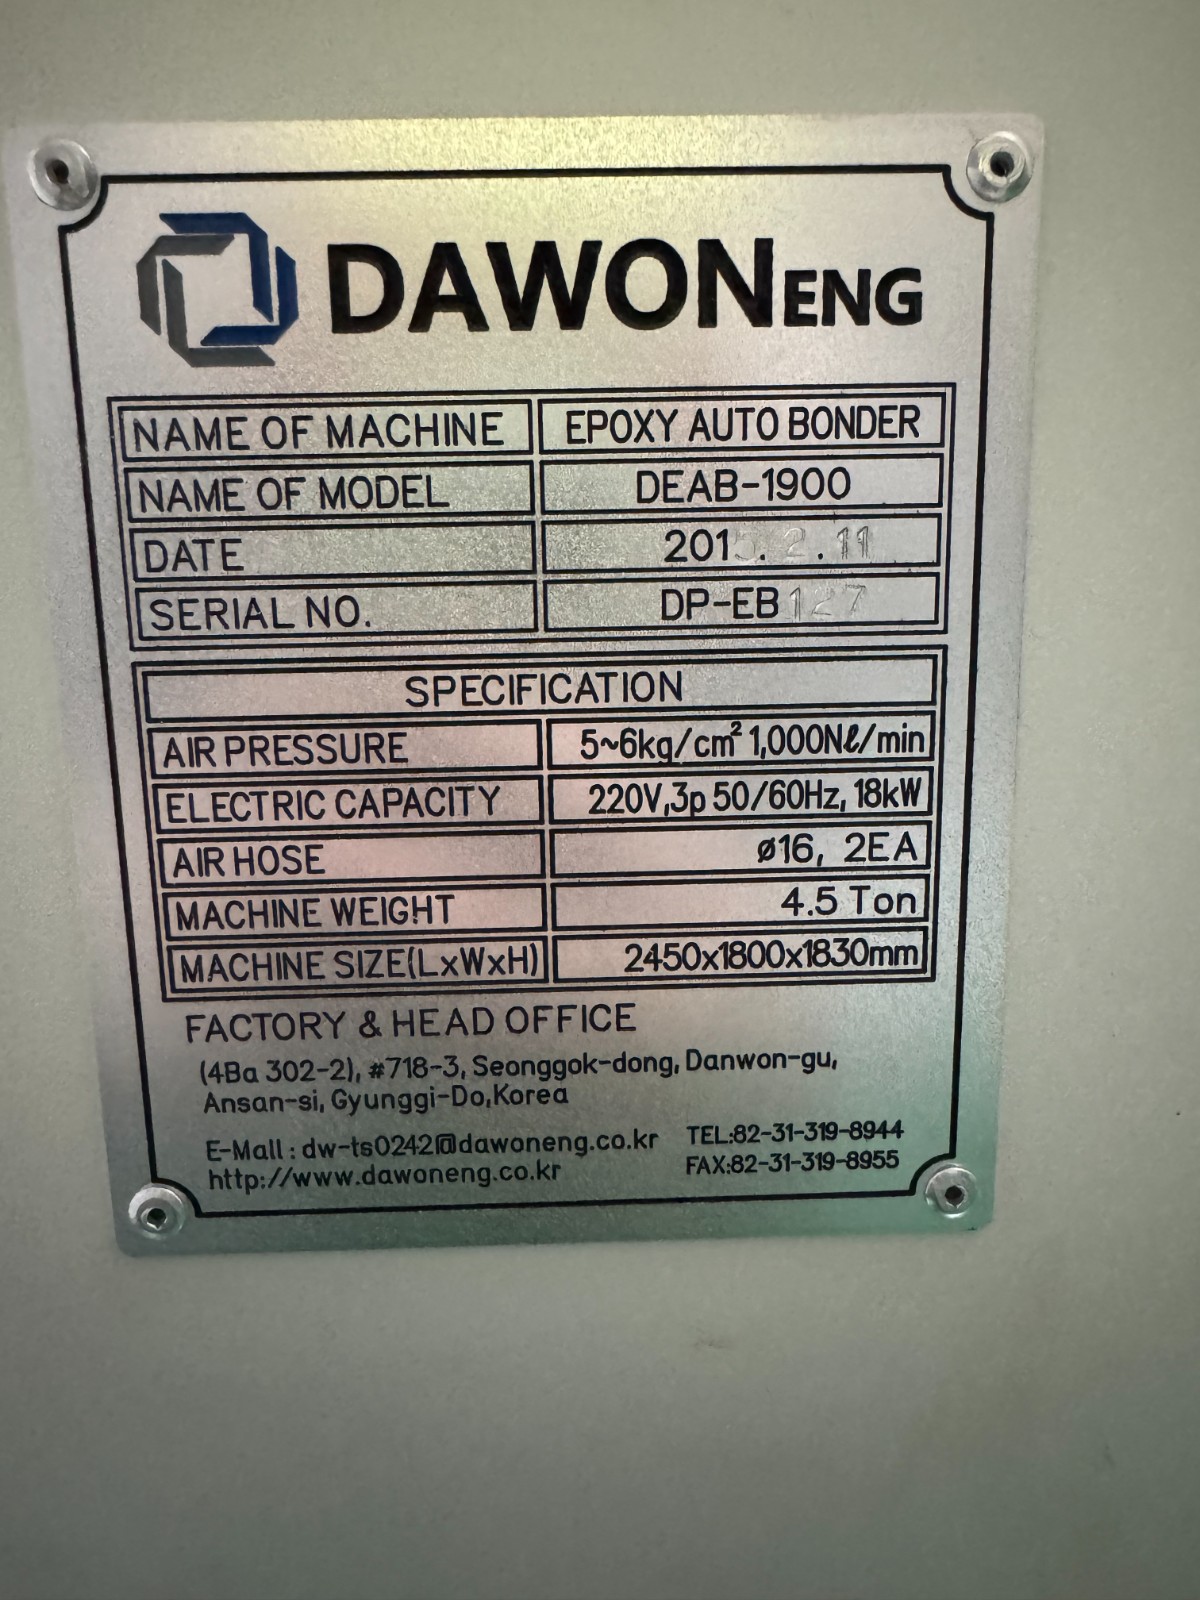 DAWONENG
NAME OF MACHINE EPOXY AUTO BONDER
NAME OF MODEL DEAB-1900
DATE 2015.2.11
SERIAL NO. DP-EB127
SPECIFICATION
AIR PRESSURE 5~6kg/cm² 1,000Nℓ/min
ELECTRIC CAPACITY 220V,3p 50/60Hz, 18kW
AIR HOSE ø16, 2EA
MACHINE WEIGHT 4.5 Ton
MACHINE SIZE(LxWxH) 2450x1800x1830mm
FACTORY & HEAD OFFICE
(4Ba 302-2), #718-3, Seonggok-dong, Danwon-gu,
Ansan-si, Gyunggi-Do,Korea
E-Mall : dw-ts0242@dawoneng.co.kr TEL:82-31-319-8944
http://www.dawoneng.co.kr FAX:82-31-319-8955